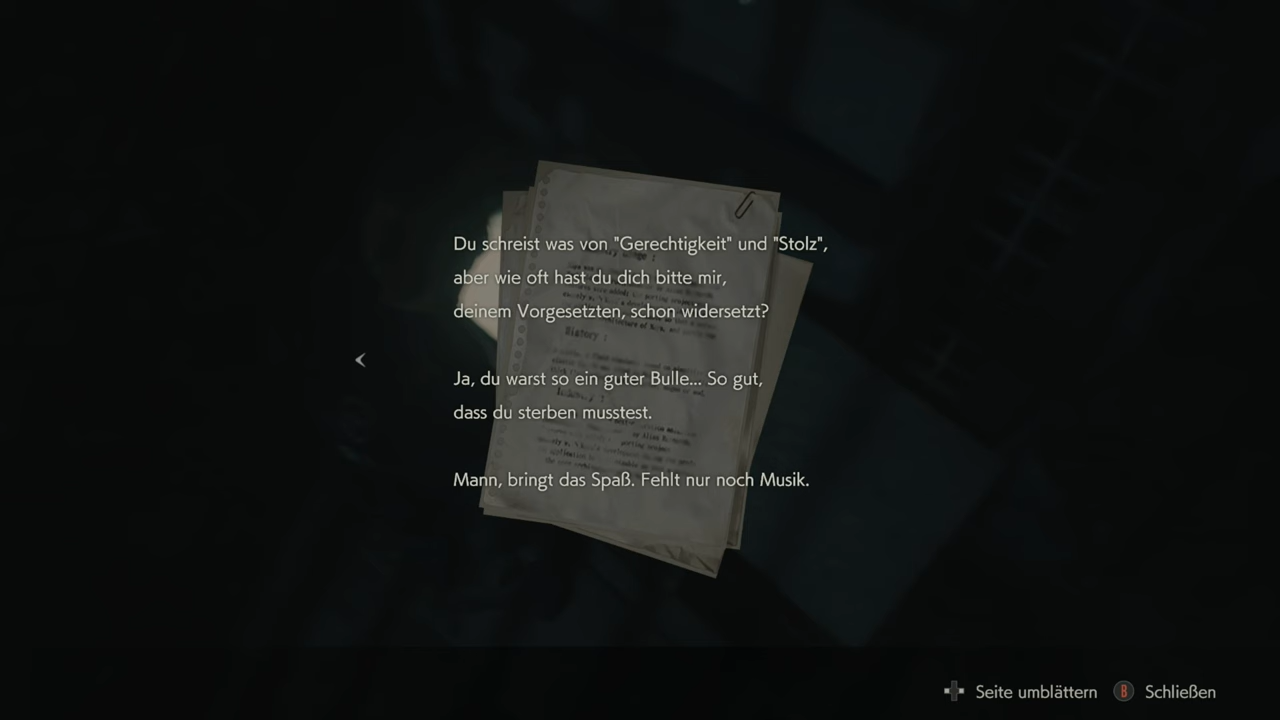 Du schreist was von "Gerechtigkeit" und "Stolz",
aber wie oft hast du dich bitte mir,
deinem Vorgesetzten, schon widersetzt?
Ja, du warst so ein guter Bulle... So gut,
dass du sterben musstest.
Mann, bringt das Spaß. Fehlt nur noch Musik.
History :
Seite umblättern
B Schließen